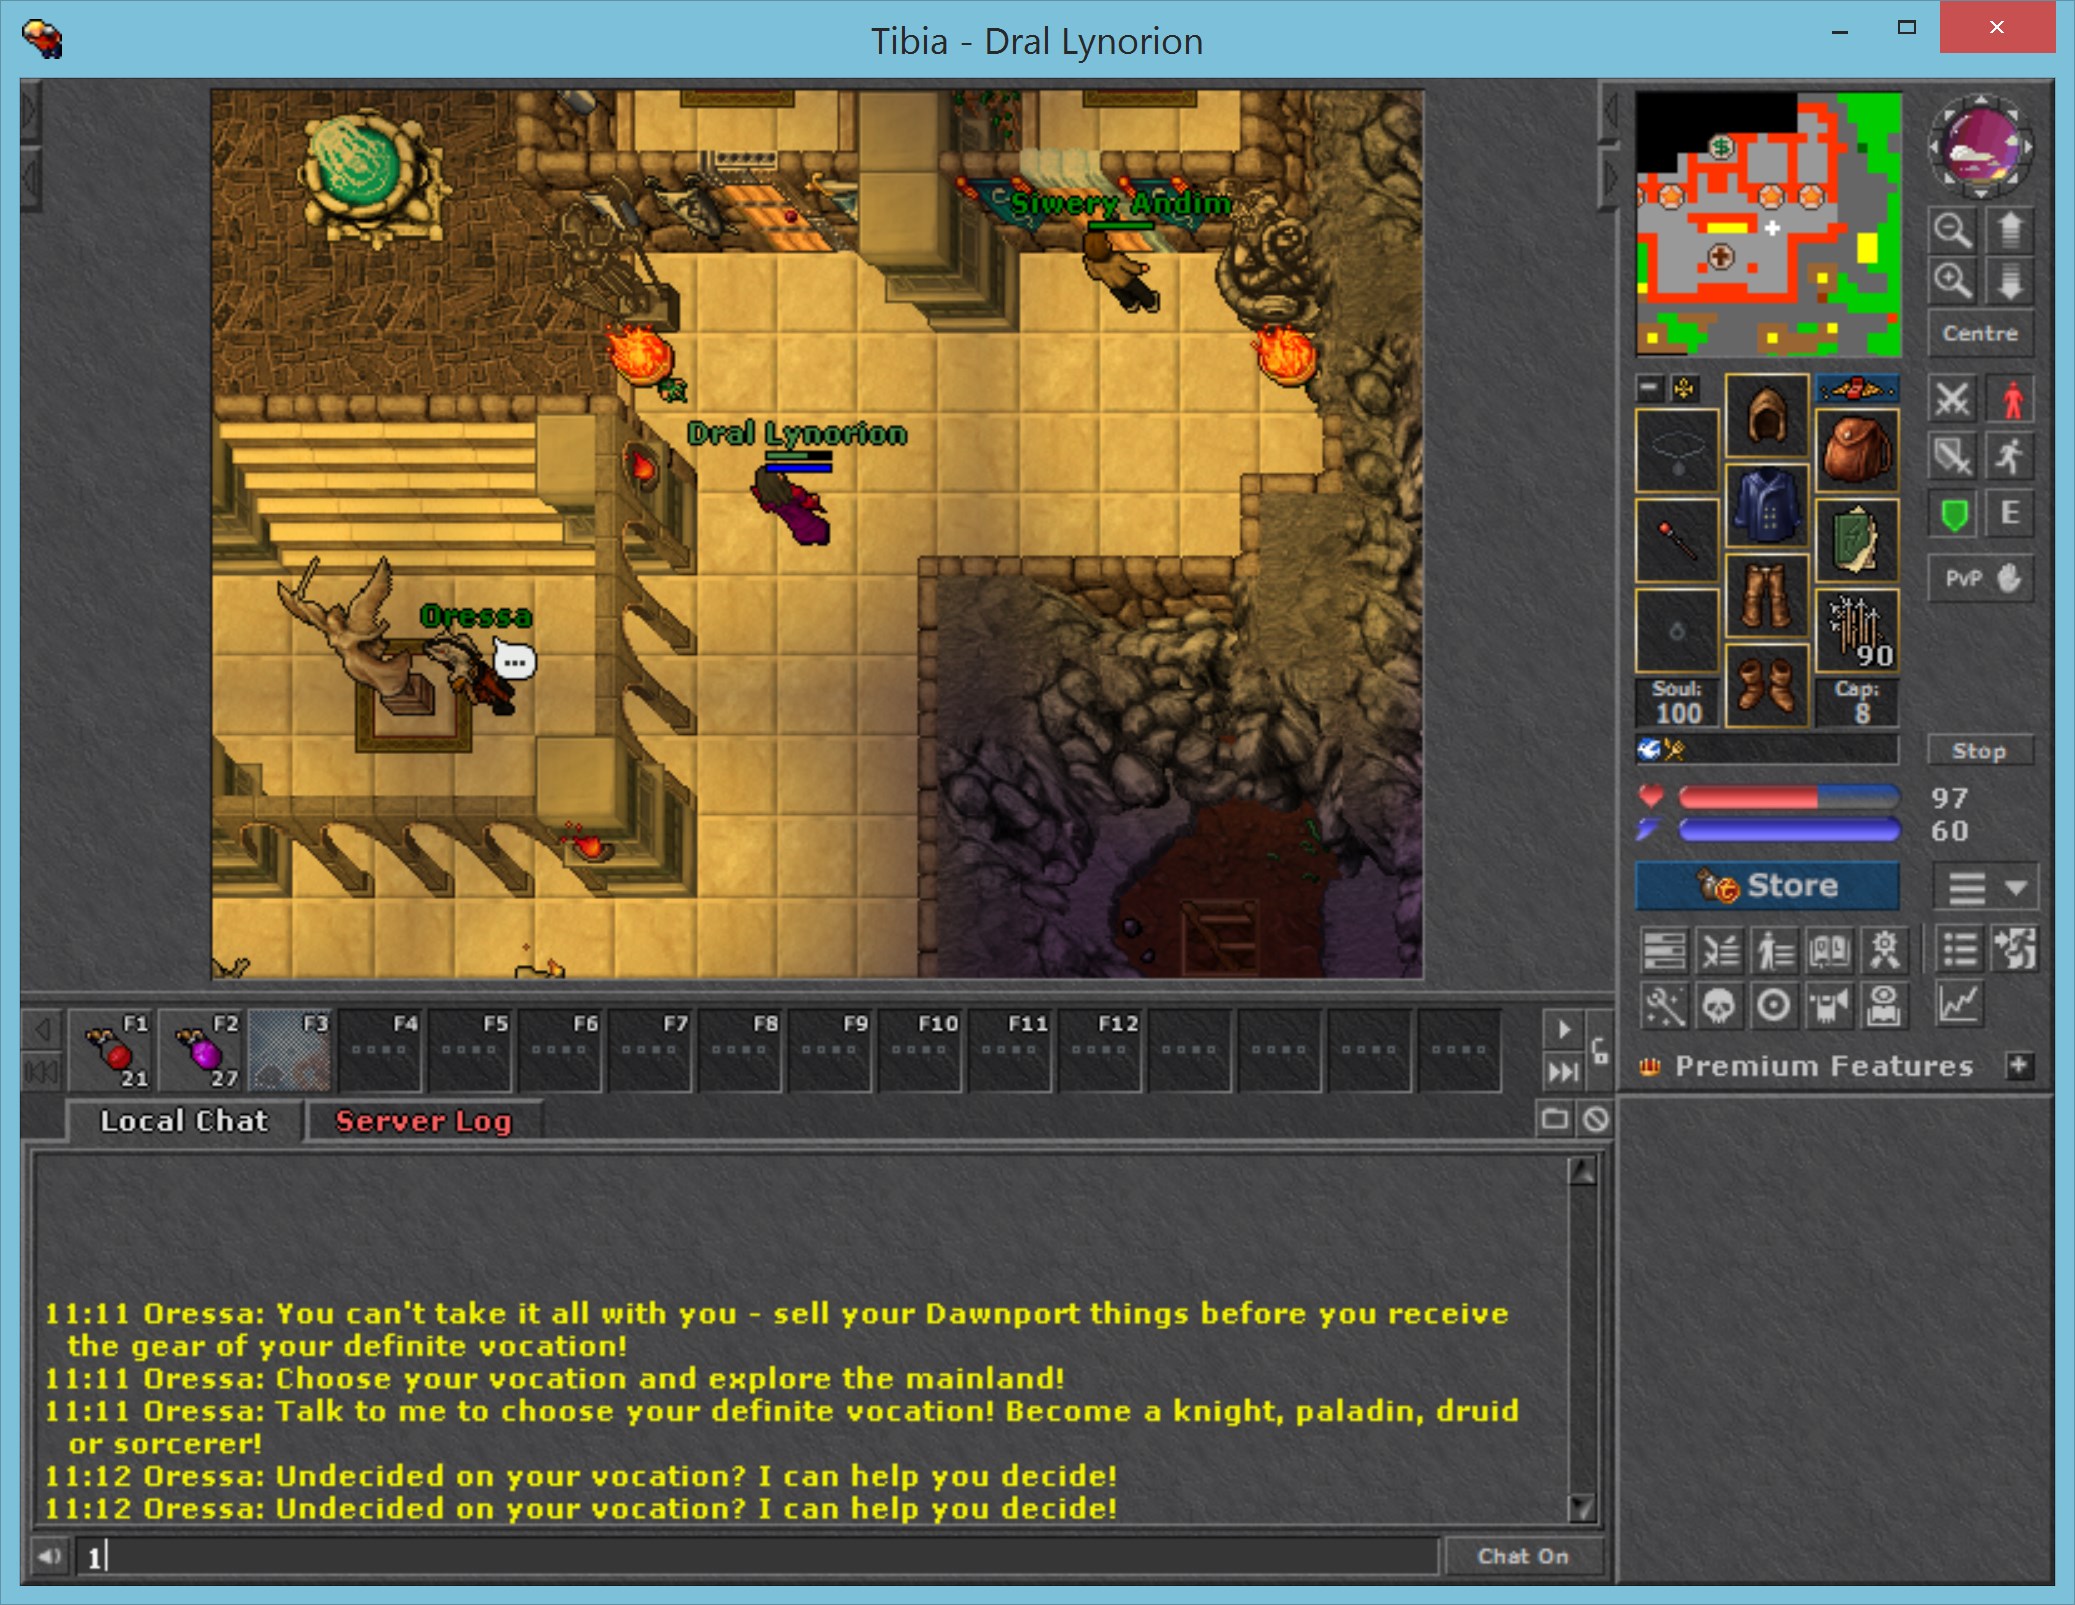 Tibia - Dral Lynorion
Siwery Andim
Dral Lynorion
Oressa
...
Centre
E
PvP
90
Soul:
100
Cap:
8
Stop
97
60
Store
F1
21
F2
27
F3
F4
F5
F6
F7
F8
F9
F10
F11
F12
Premium Features
Local Chat
Server Log
11:11 Oressa: You can't take it all with you - sell your Dawnport things before you receive
the gear of your definite vocation!
11:11 Oressa: Choose your vocation and explore the mainland!
11:11 Oressa: Talk to me to choose your definite vocation! Become a knight, paladin, druid
or sorcerer!
11:12 Oressa: Undecided on your vocation? I can help you decide!
11:12 Oressa: Undecided on your vocation? I can help you decide!
1
Chat On